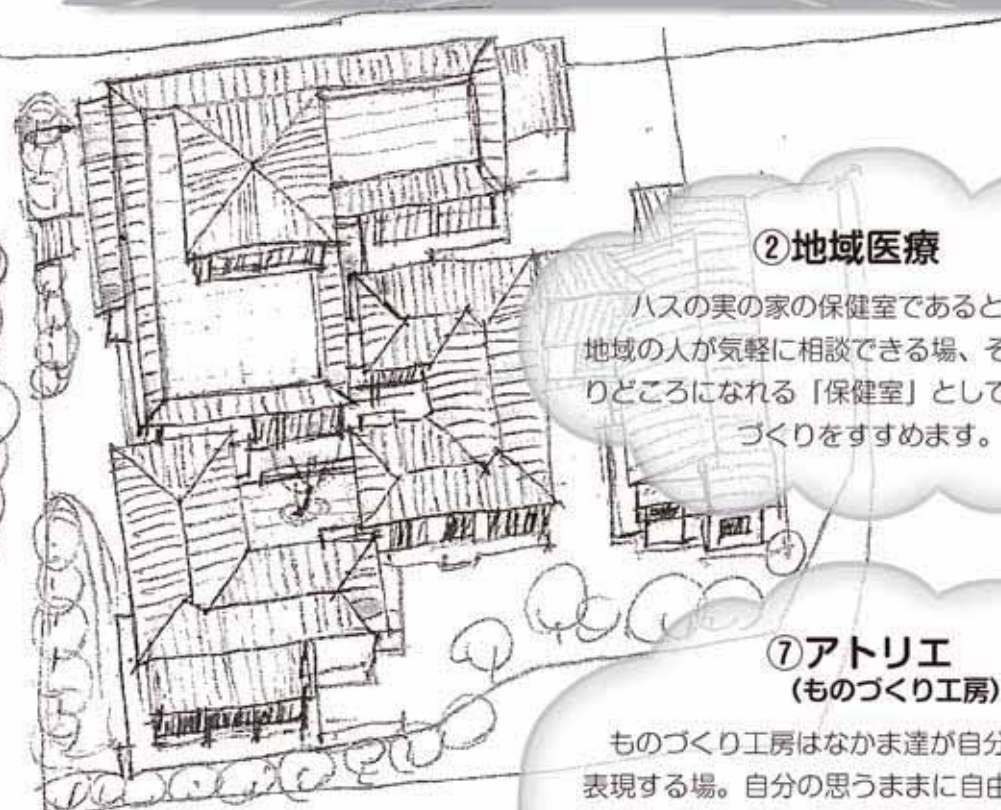 ②地域医療
ハスの実の家の保健室であると
地域の人が気軽に相談できる場、そ
りどころになれる「保健室」として
づくりをすすめます。
⑦アトリエ
(ものづくり工房)
ものづくり工房はなかま達が自分
表現する場。自分の思うままに自由